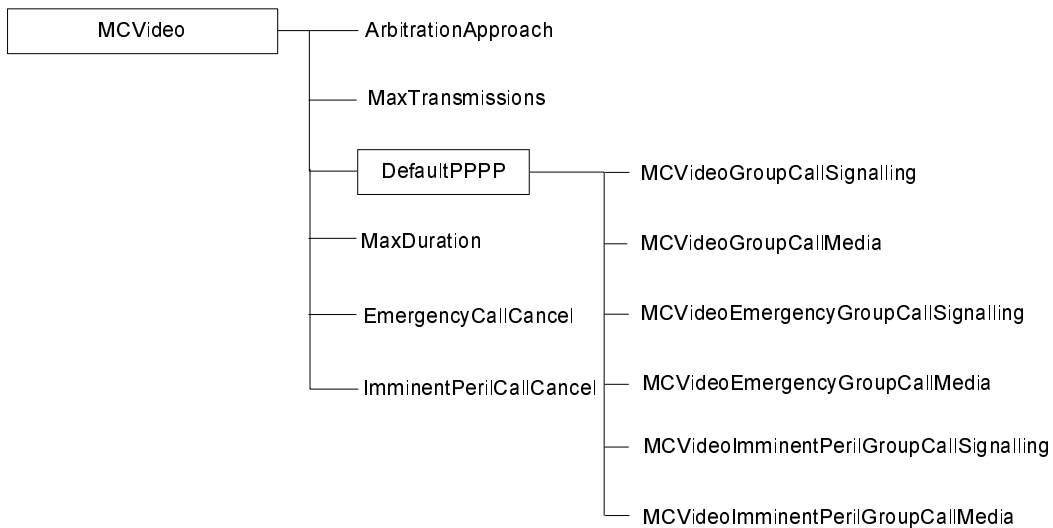 MCVideo
ArbitrationApproach
MaxTransmissions
DefaultPPPP
MaxDuration
EmergencyCallCancel
ImminentPerilCallCancel
MCVideoGroupCallSignalling
MCVideoGroupCallMedia
MCVideoEmergencyGroupCallSignalling
MCVideoEmergencyGroupCallMedia
MCVideoImminentPerilGroupCallSignalling
MCVideoImminentPerilGroupCallMedia